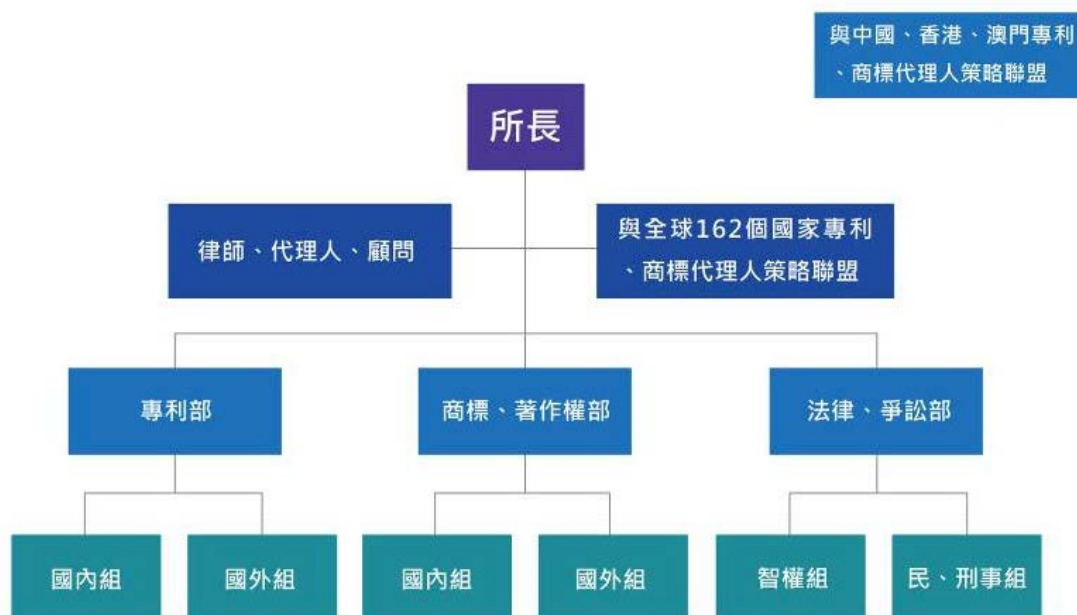 與中國、香港、澳門專利
、商標代理人策略聯盟
所長
律師、代理人、顧問
與全球162個國家專利
、商標代理人策略聯盟
專利部
商標、著作權部
法律、爭訟部
國內組
國外組
國內組
國外組
智權組
民、刑事組